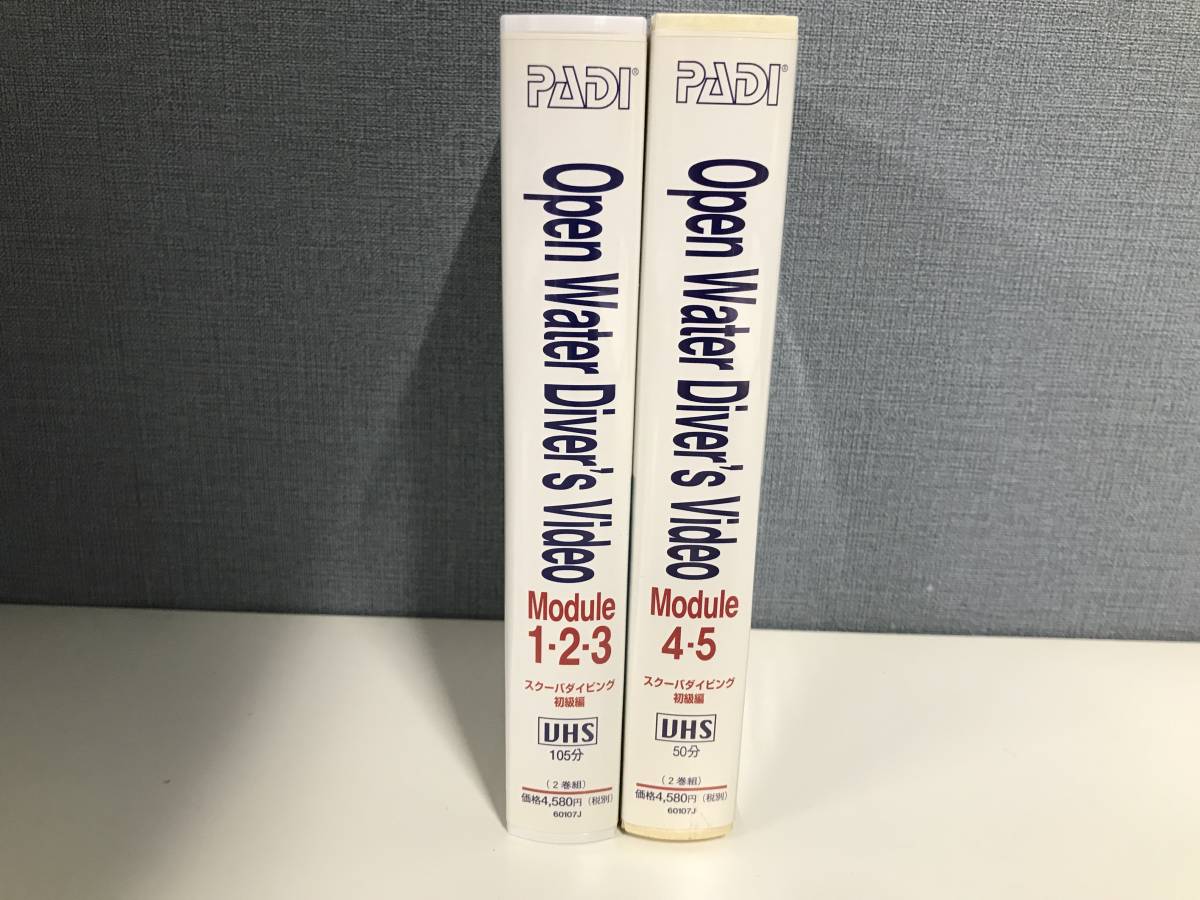 PADI®
Open Water Diver's Video
Module
1·2·3
スクーバダイビング
初級編
VHS
105分
(2巻組)
価格4,580円(税別)
60107J
PADI®
Open Water Diver's Video
Module
4·5
スクーバダイビング
初級編
VHS
50分
(2巻組)
価格4,580円(税別)
60107J